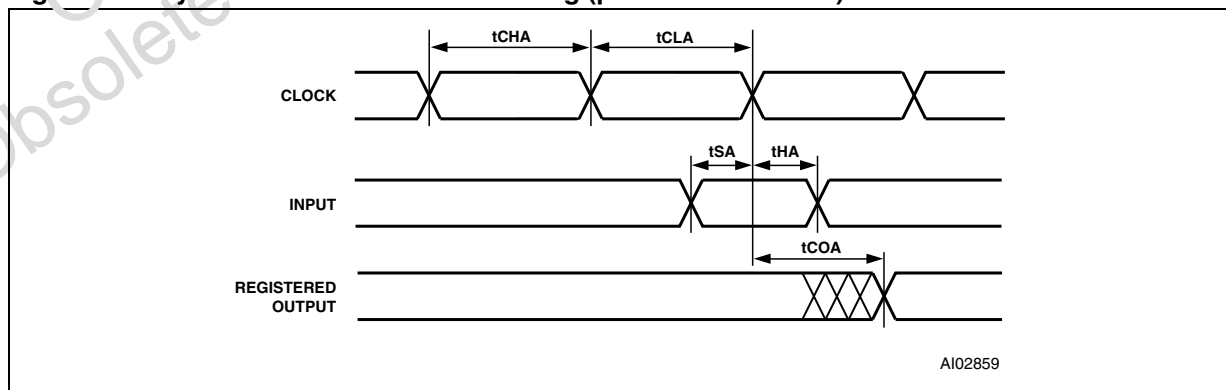 tCHA tCLA
CLOCK
tSA tHA
INPUT
tCOA
REGISTERED
OUTPUT
AI02859